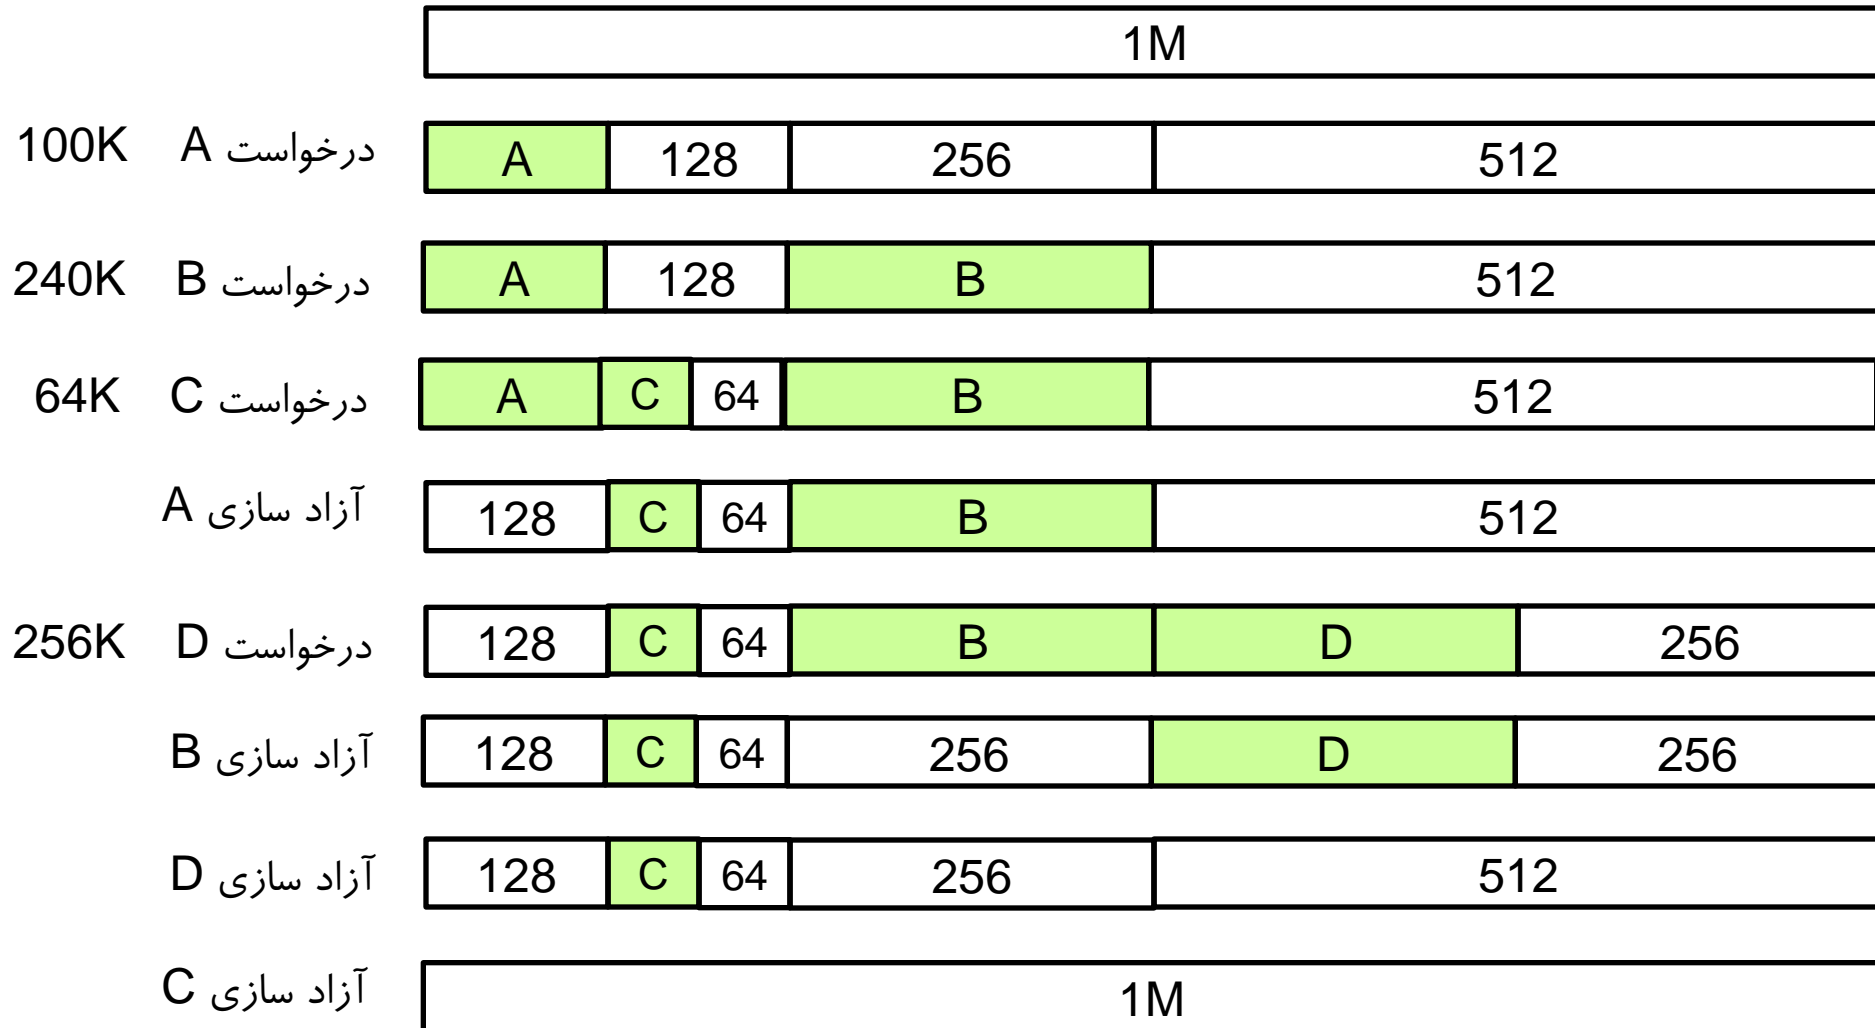 1M
درخواست A 100K
A 128 256 512
درخواست B 240K
A 128 B 512
درخواست C 64K
A C 64 B 512
آزاد سازی A
128 C 64 B 512
درخواست D 256K
128 C 64 B D 256
آزاد سازی B
128 C 64 256 D 256
آزاد سازی D
128 C 64 256 512
آزاد سازی C
1M